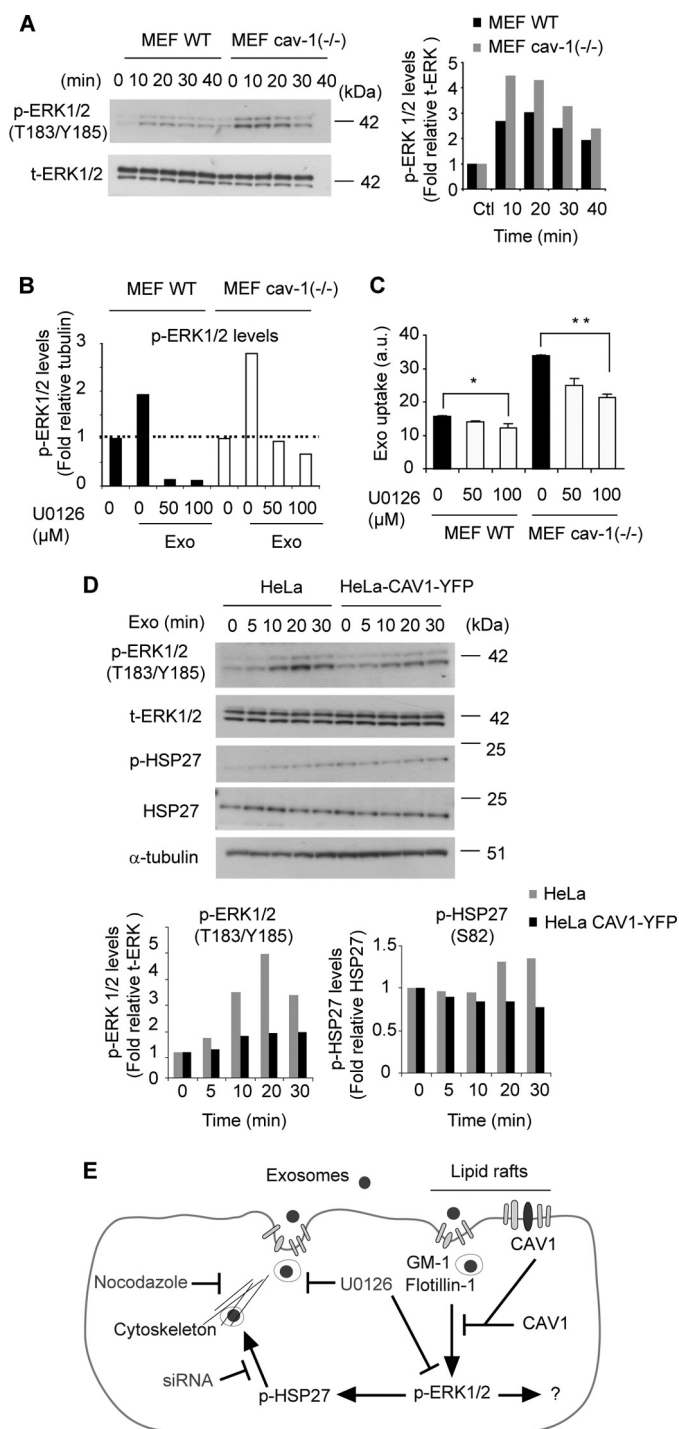 A
MEF WT MEF cav-1(-/-)
(min) 0 10 20 30 40 0 10 20 30 40
(kDa)
p-ERK1/2
(T183/Y185)
42
t-ERK1/2
42
MEF WT
MEF cav-1(-/-)
p-ERK 1/2 levels
(Fold relative t-ERK)
5
4
3
2
1
0
Ctl 10 20 30 40
Time (min)
B
MEF WT MEF cav-1(-/-)
p-ERK1/2 levels
p-ERK1/2 levels
(Fold relative tubulin)
3
2
1
0
U0126
(µM)
0 0 50 100 0 0 50 100
Exo Exo
C
Exo uptake (a.u.)
40
30
20
10
0
*
* *
U0126
(µM)
0 50 100 0 50 100
MEF WT MEF cav-1(-/-)
D
HeLa HeLa-CAV1-YFP
Exo (min) 0 5 10 20 30 0 5 10 20 30 (kDa)
p-ERK1/2
(T183/Y185)
42
t-ERK1/2
42
p-HSP27
25
HSP27
25
α-tubulin
51
HeLa
HeLa CAV1-YFP
p-ERK1/2
(T183/Y185)
p-ERK 1/2 levels
(Fold relative t-ERK )
5
4
3
2
1
0 5 10 20 30
Time (min)
p-HSP27
(S82)
p-HSP27 levels
(Fold relative HSP27)
1.5
1
0.5
0
0 5 10 20 30
Time (min)
E
Exosomes
Lipid rafts
CAV1
GM-1
Flotillin-1
Nocodazole
U0126
Cytoskeleton
CAV1
siRNA
p-HSP27
p-ERK1/2
?